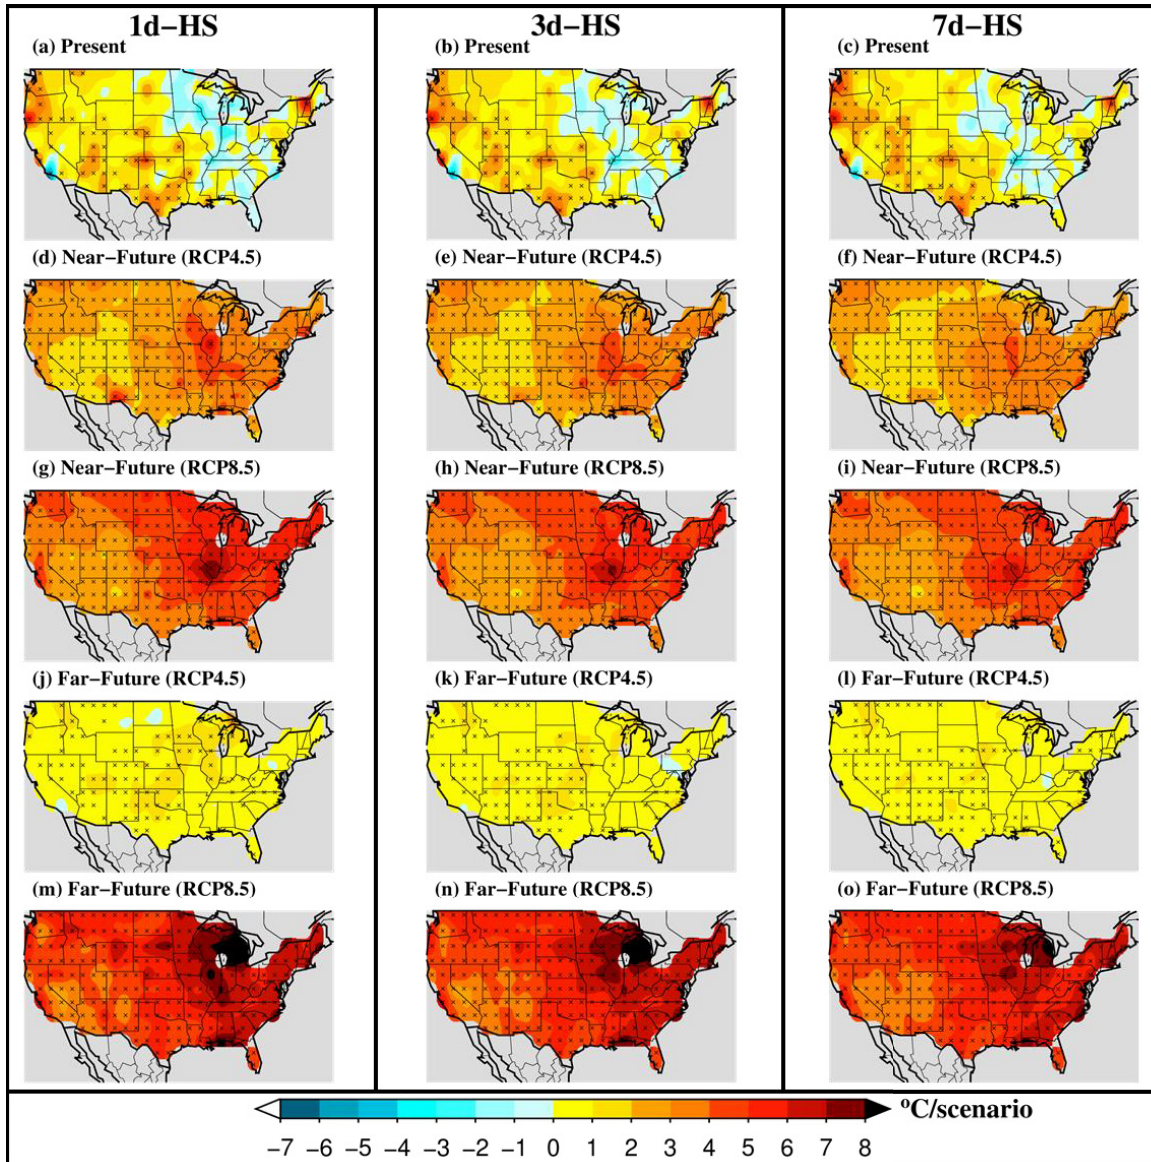 1d−HS 3d−HS 7d−HS
(a) Present (b) Present (c) Present
(d) Near−Future (RCP4.5) (e) Near−Future (RCP4.5) (f) Near−Future (RCP4.5)
(g) Near−Future (RCP8.5) (h) Near−Future (RCP8.5) (i) Near−Future (RCP8.5)
(j) Far−Future (RCP4.5) (k) Far−Future (RCP4.5) (l) Far−Future (RCP4.5)
(m) Far−Future (RCP8.5) (n) Far−Future (RCP8.5) (o) Far−Future (RCP8.5)
°C/scenario
−7 −6 −5 −4 −3 −2 −1 0 1 2 3 4 5 6 7 8